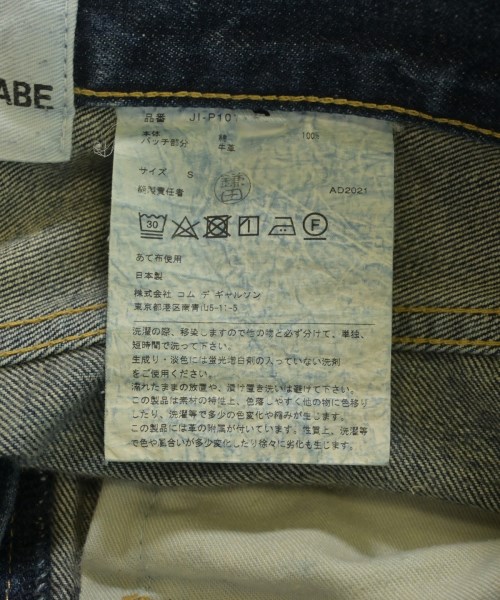 ABE
品番 JI-P10
本体 綿 100%
パッチ部分 牛革
サイズ S
縫製責任者 AD2021
30
あて布使用
日本製
株式会社 コム デ ギャルソン
東京都港区南青山5-11-5
洗濯の際、移染しますので他の物と必ず分けて、単独、
短時間で洗って下さい。
生成り・淡色には蛍光増白剤の入っていない洗剤
をご使用ください。
濡れたままの放置や、漬け置き洗いは避けて下さい。
この製品は素材の特性上、色落しやすく他の物に色移り
したり、洗濯等で多少の色変化や縮みが生じます。
この製品には革の附属が付いています。性質上、洗濯等
で色や風合いが多少変化したり徐々に劣化も生じます。